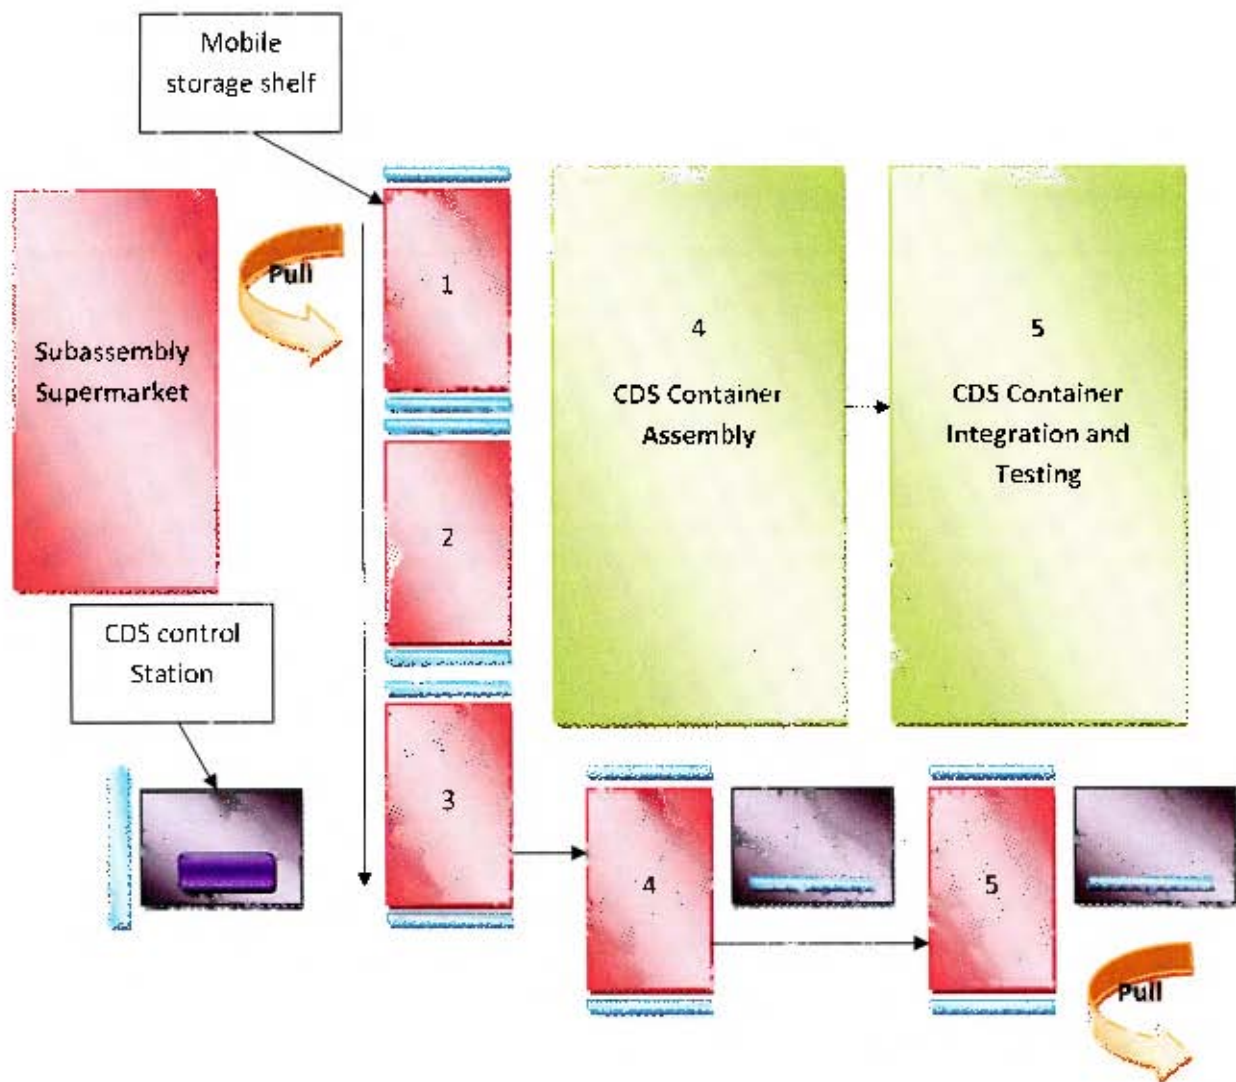 Mobile
storage shelf
Pull
1
Subassembly
Supermarket
4
CDS Container
Assembly
5
CDS Container
Integration and
Testing
2
CDS control
Station
3
4
5
Pull